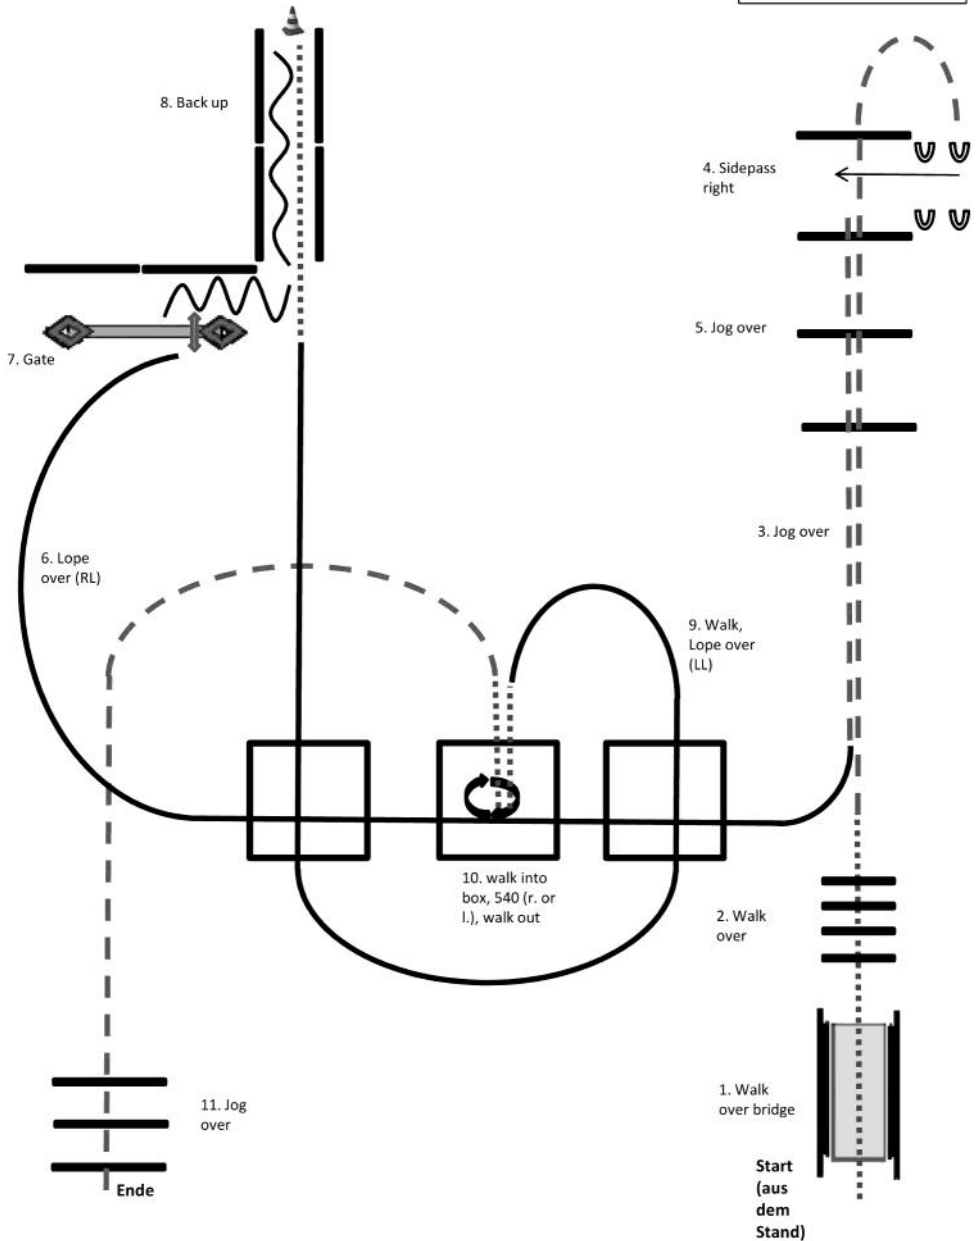 8. Back up
4. Sidepass
right
5. Jog over
7. Gate
3. Jog over
6. Lope
over (RL)
9. Walk,
Lope over
(LL)
10. walk into
box, 540 (r. or
l.), walk out
2. Walk
over
1. Walk
over bridge
11. Jog
over
Start
(aus
dem
Stand)
Ende